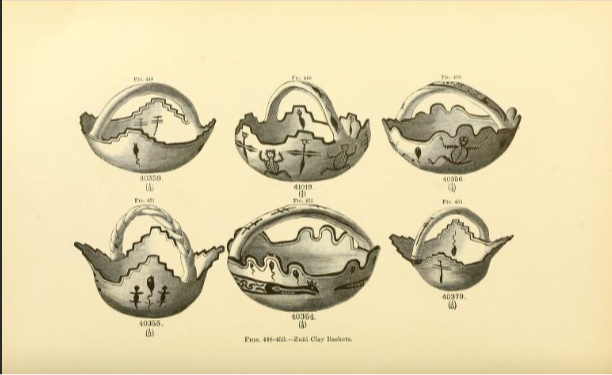 FIG. 448
FIG. 449
FIG. 450
40359.
41019.
40356.
FIG. 451
FIG. 452
FIG. 453
40355.
40354.
40379.
FIGS. 448–453.—Zuñi Clay Baskets.